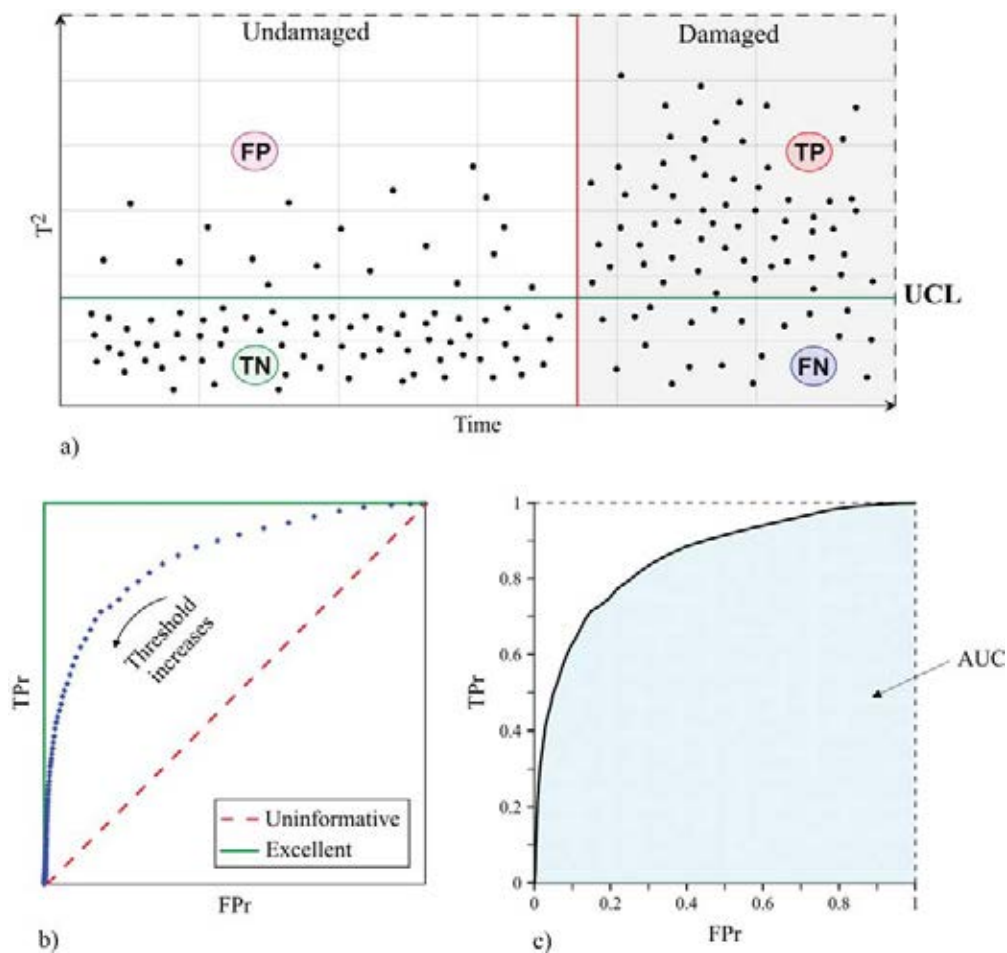 Undamaged
Damaged
FP
TP
T²
UCL
TN
FN
Time
a)
Threshold
increases
TPr
Uninformative
Excellent
FPr
b)
1
0.8
0.6
0.4
0.2
0
TPr
AUC
0
0.2
0.4
0.6
0.8
1
FPr
c)